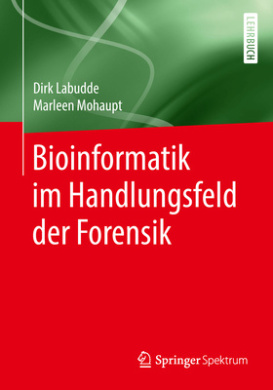 LEHRBUCH
Dirk Labudde
Marleen Mohaupt
Bioinformatik
im Handlungsfeld
der Forensik
Springer Spektrum